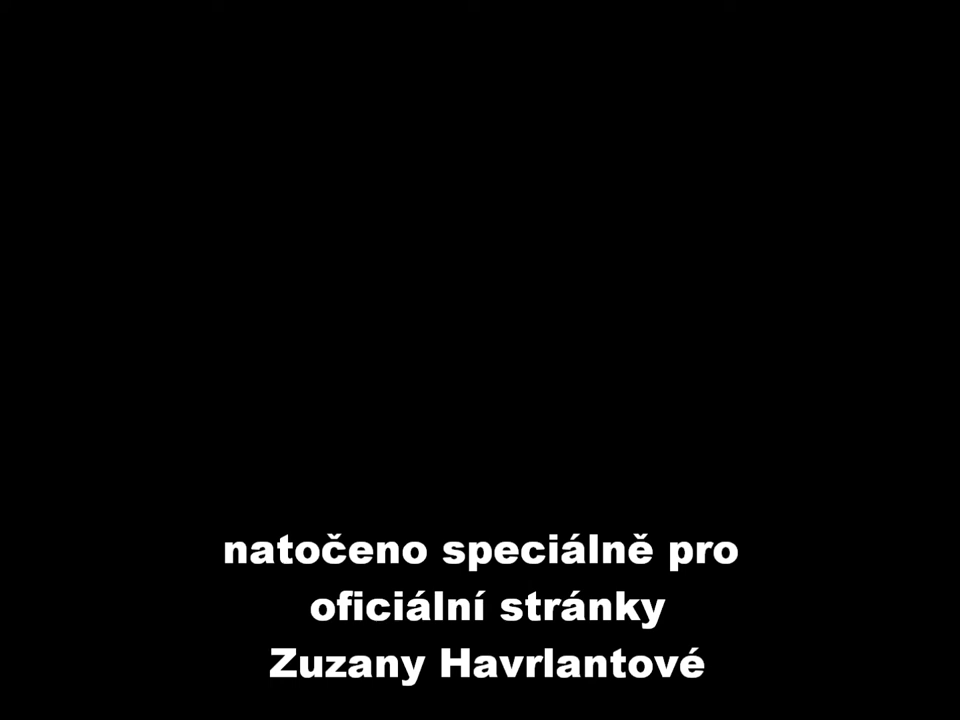 natočeno speciálně pro
oficiální stránky
Zuzany Havrlantové